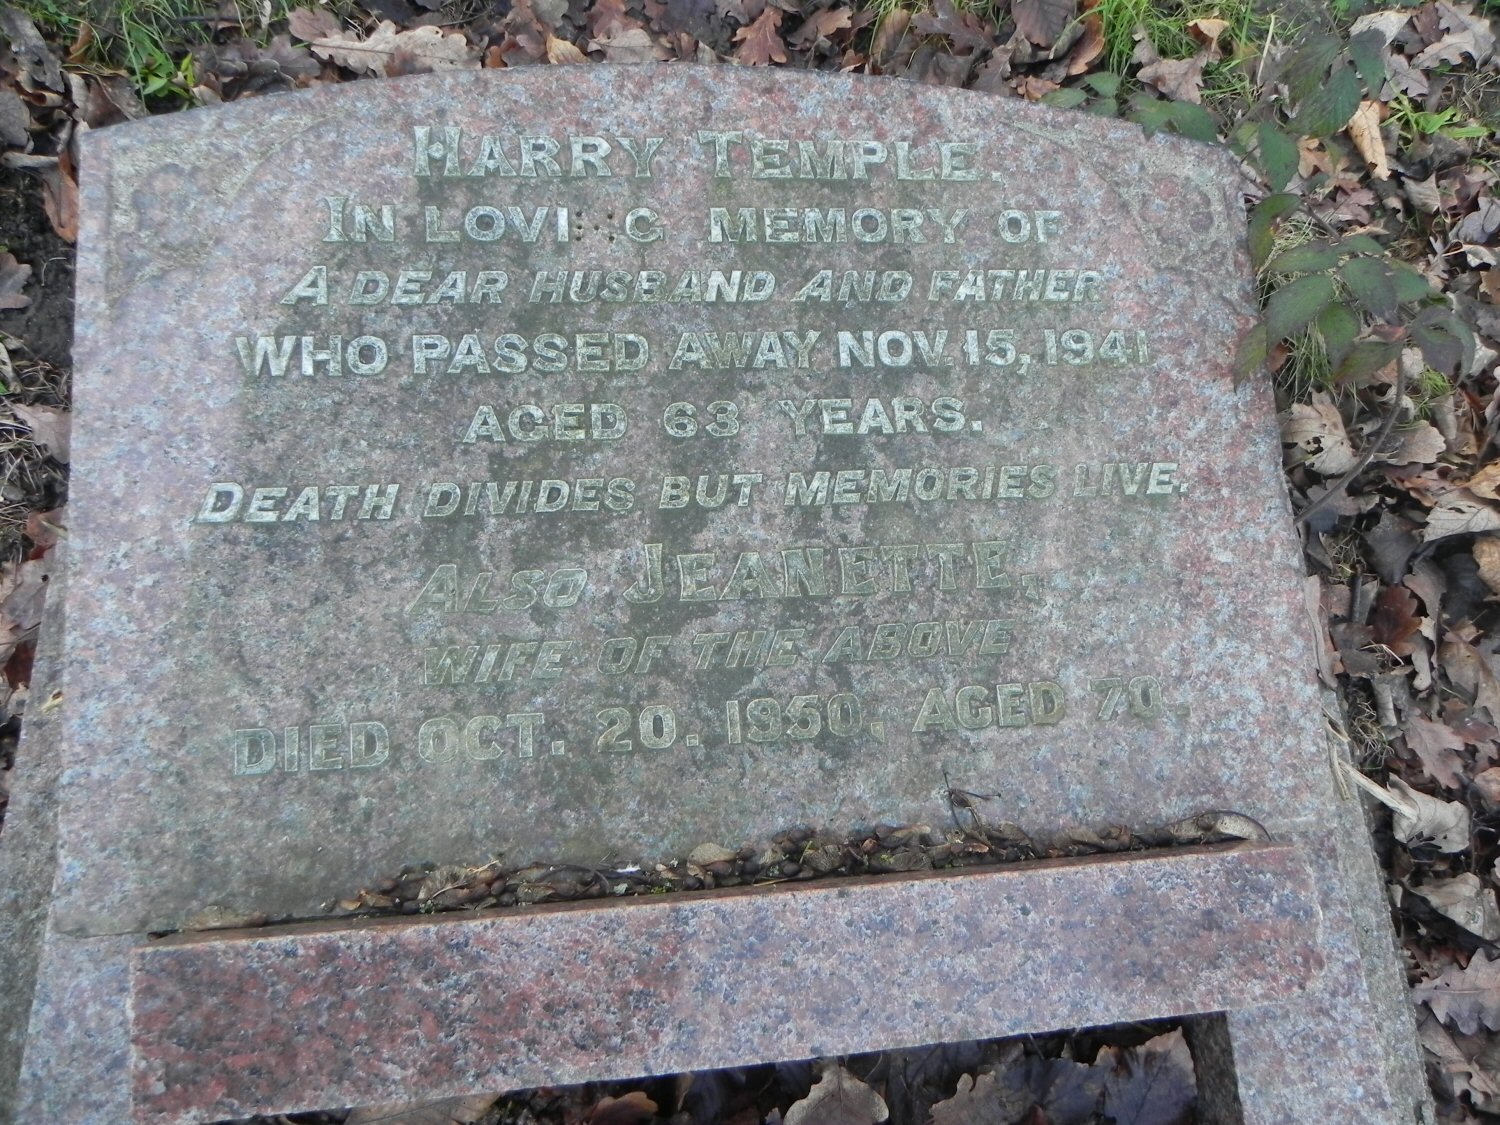 HARRY TEMPLE.
IN LOVI G MEMORY OF
A DEAR HUSBAND AND FATHER
WHO PASSED AWAY NOV. 15, 1941
AGED 63 YEARS.
DEATH DIVIDES BUT MEMORIES LIVE.
ALSO JEANETTE,
WIFE OF THE ABOVE
DIED OCT. 20. 1950, AGED 70.